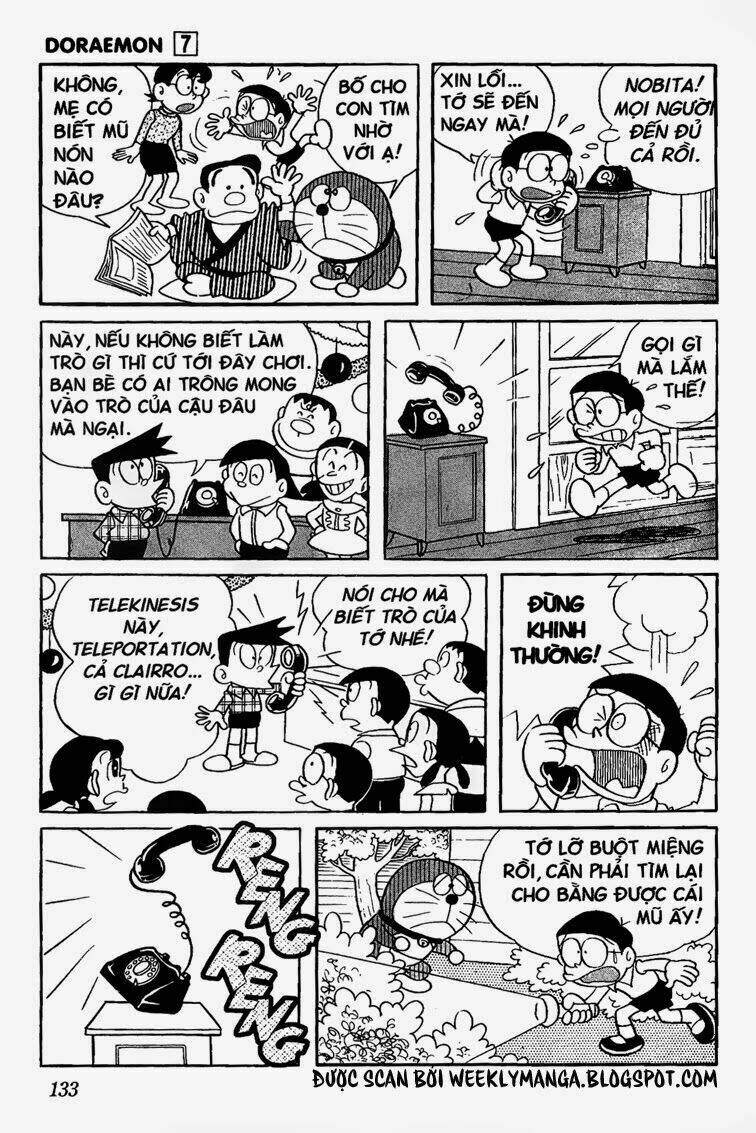 DORAEMON 7
KHÔNG,
MẸ CÓ
BIẾT MŨ
NÓN
NÀO
ĐÂU?
BỐ CHO
CON TÌM
NHỜ
VỚI Ạ!
XIN LỖI...
TỚ SẼ ĐẾN
NGAY MÀ!
NOBITA!
MỌI NGƯỜI
ĐẾN ĐỦ
CẢ RỒI.
NÀY, NẾU KHÔNG BIẾT LÀM
TRÒ GÌ THÌ CỨ TỚI ĐÂY CHƠI.
BẠN BÈ CÓ AI TRÔNG MONG
VÀO TRÒ CỦA CẬU ĐÂU
MÀ NGẠI.
GỌI GÌ
MÀ LẮM
THẾ!
TELEKINESIS
NÀY,
TELEPORTATION,
CẢ CLAIRRO...
GÌ GÌ NỮA!
NÓI CHO MÀ
BIẾT TRÒ CỦA
TỚ NHÉ!
ĐỪNG
KHINH
THƯỜNG!
RENG
RENG
TỚ LỠ BUỘT MIỆNG
RỒI, CẦN PHẢI TÌM LẠI
CHO BẰNG ĐƯỢC CÁI
MŨ ẤY!
133
ĐƯỢC SCAN BỞI WEEKLYMANGA.BLOGSPOT.COM